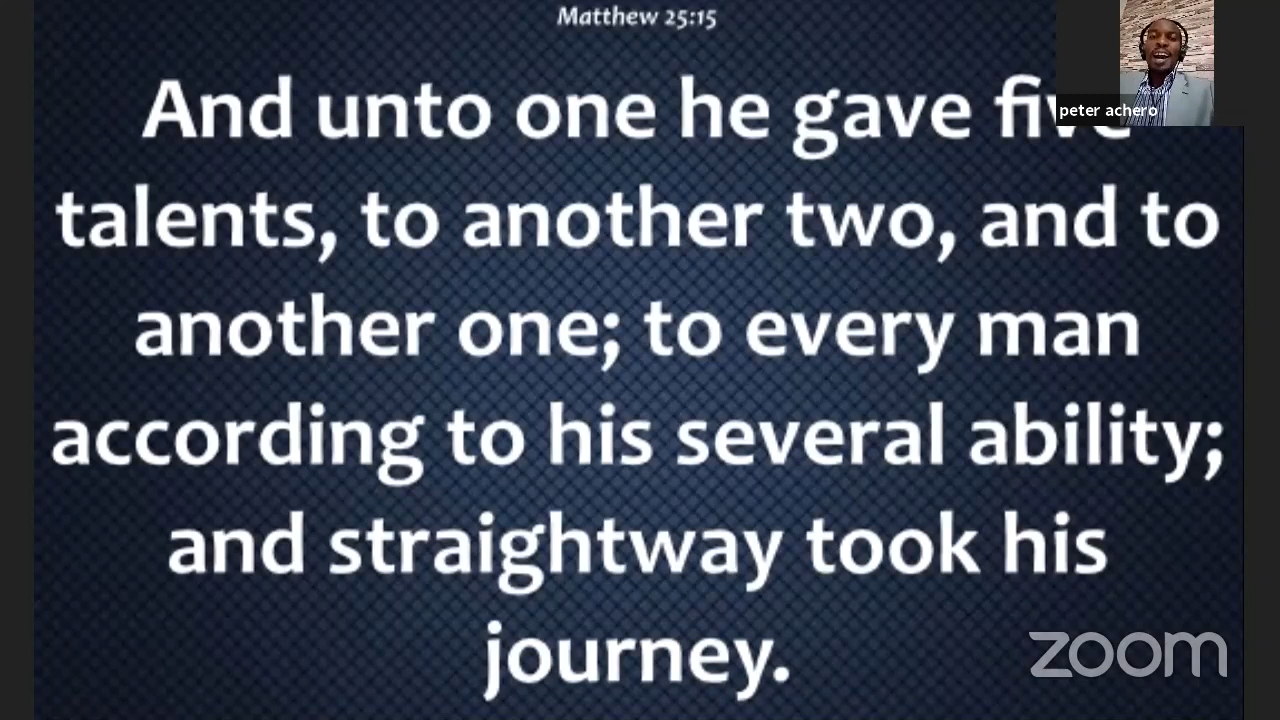 Matthew 25:15
And unto one he gave five
talents, to another two, and to
another one; to every man
according to his several ability;
and straightway took his
journey.
peter achero
zoom